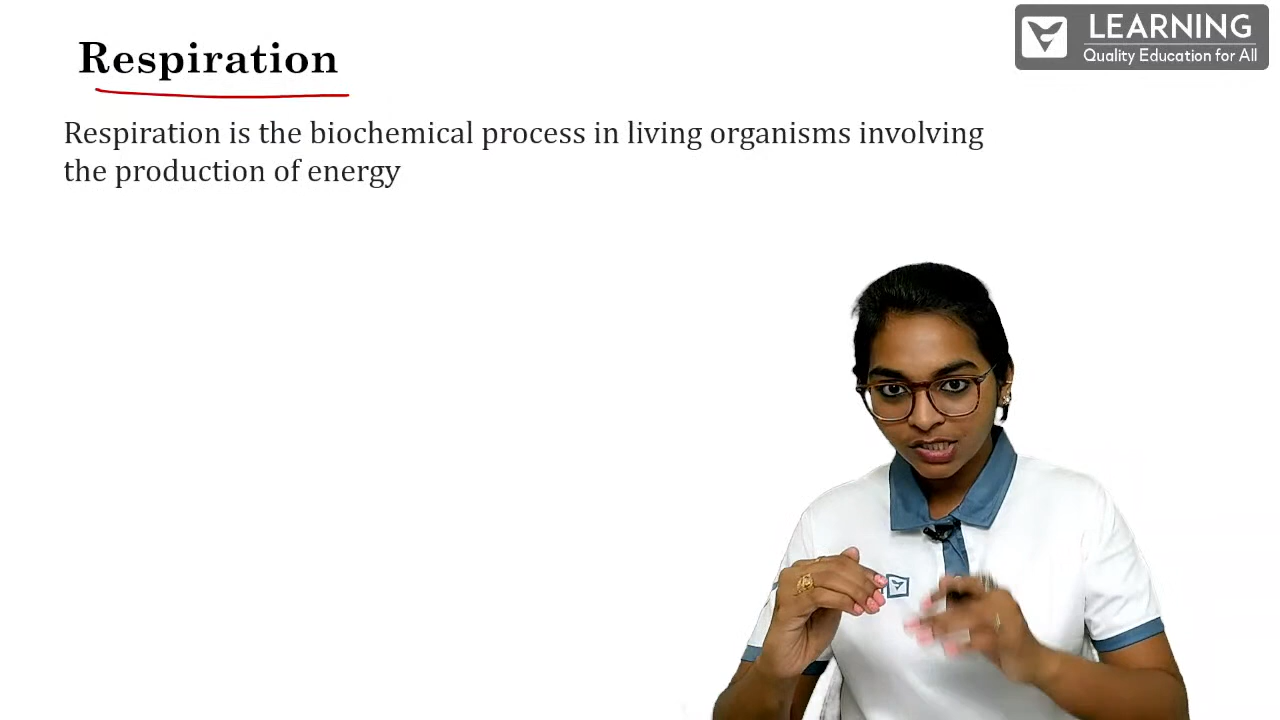 Respiration
LEARNING
Quality Education for All
Respiration is the biochemical process in living organisms involving
the production of energy